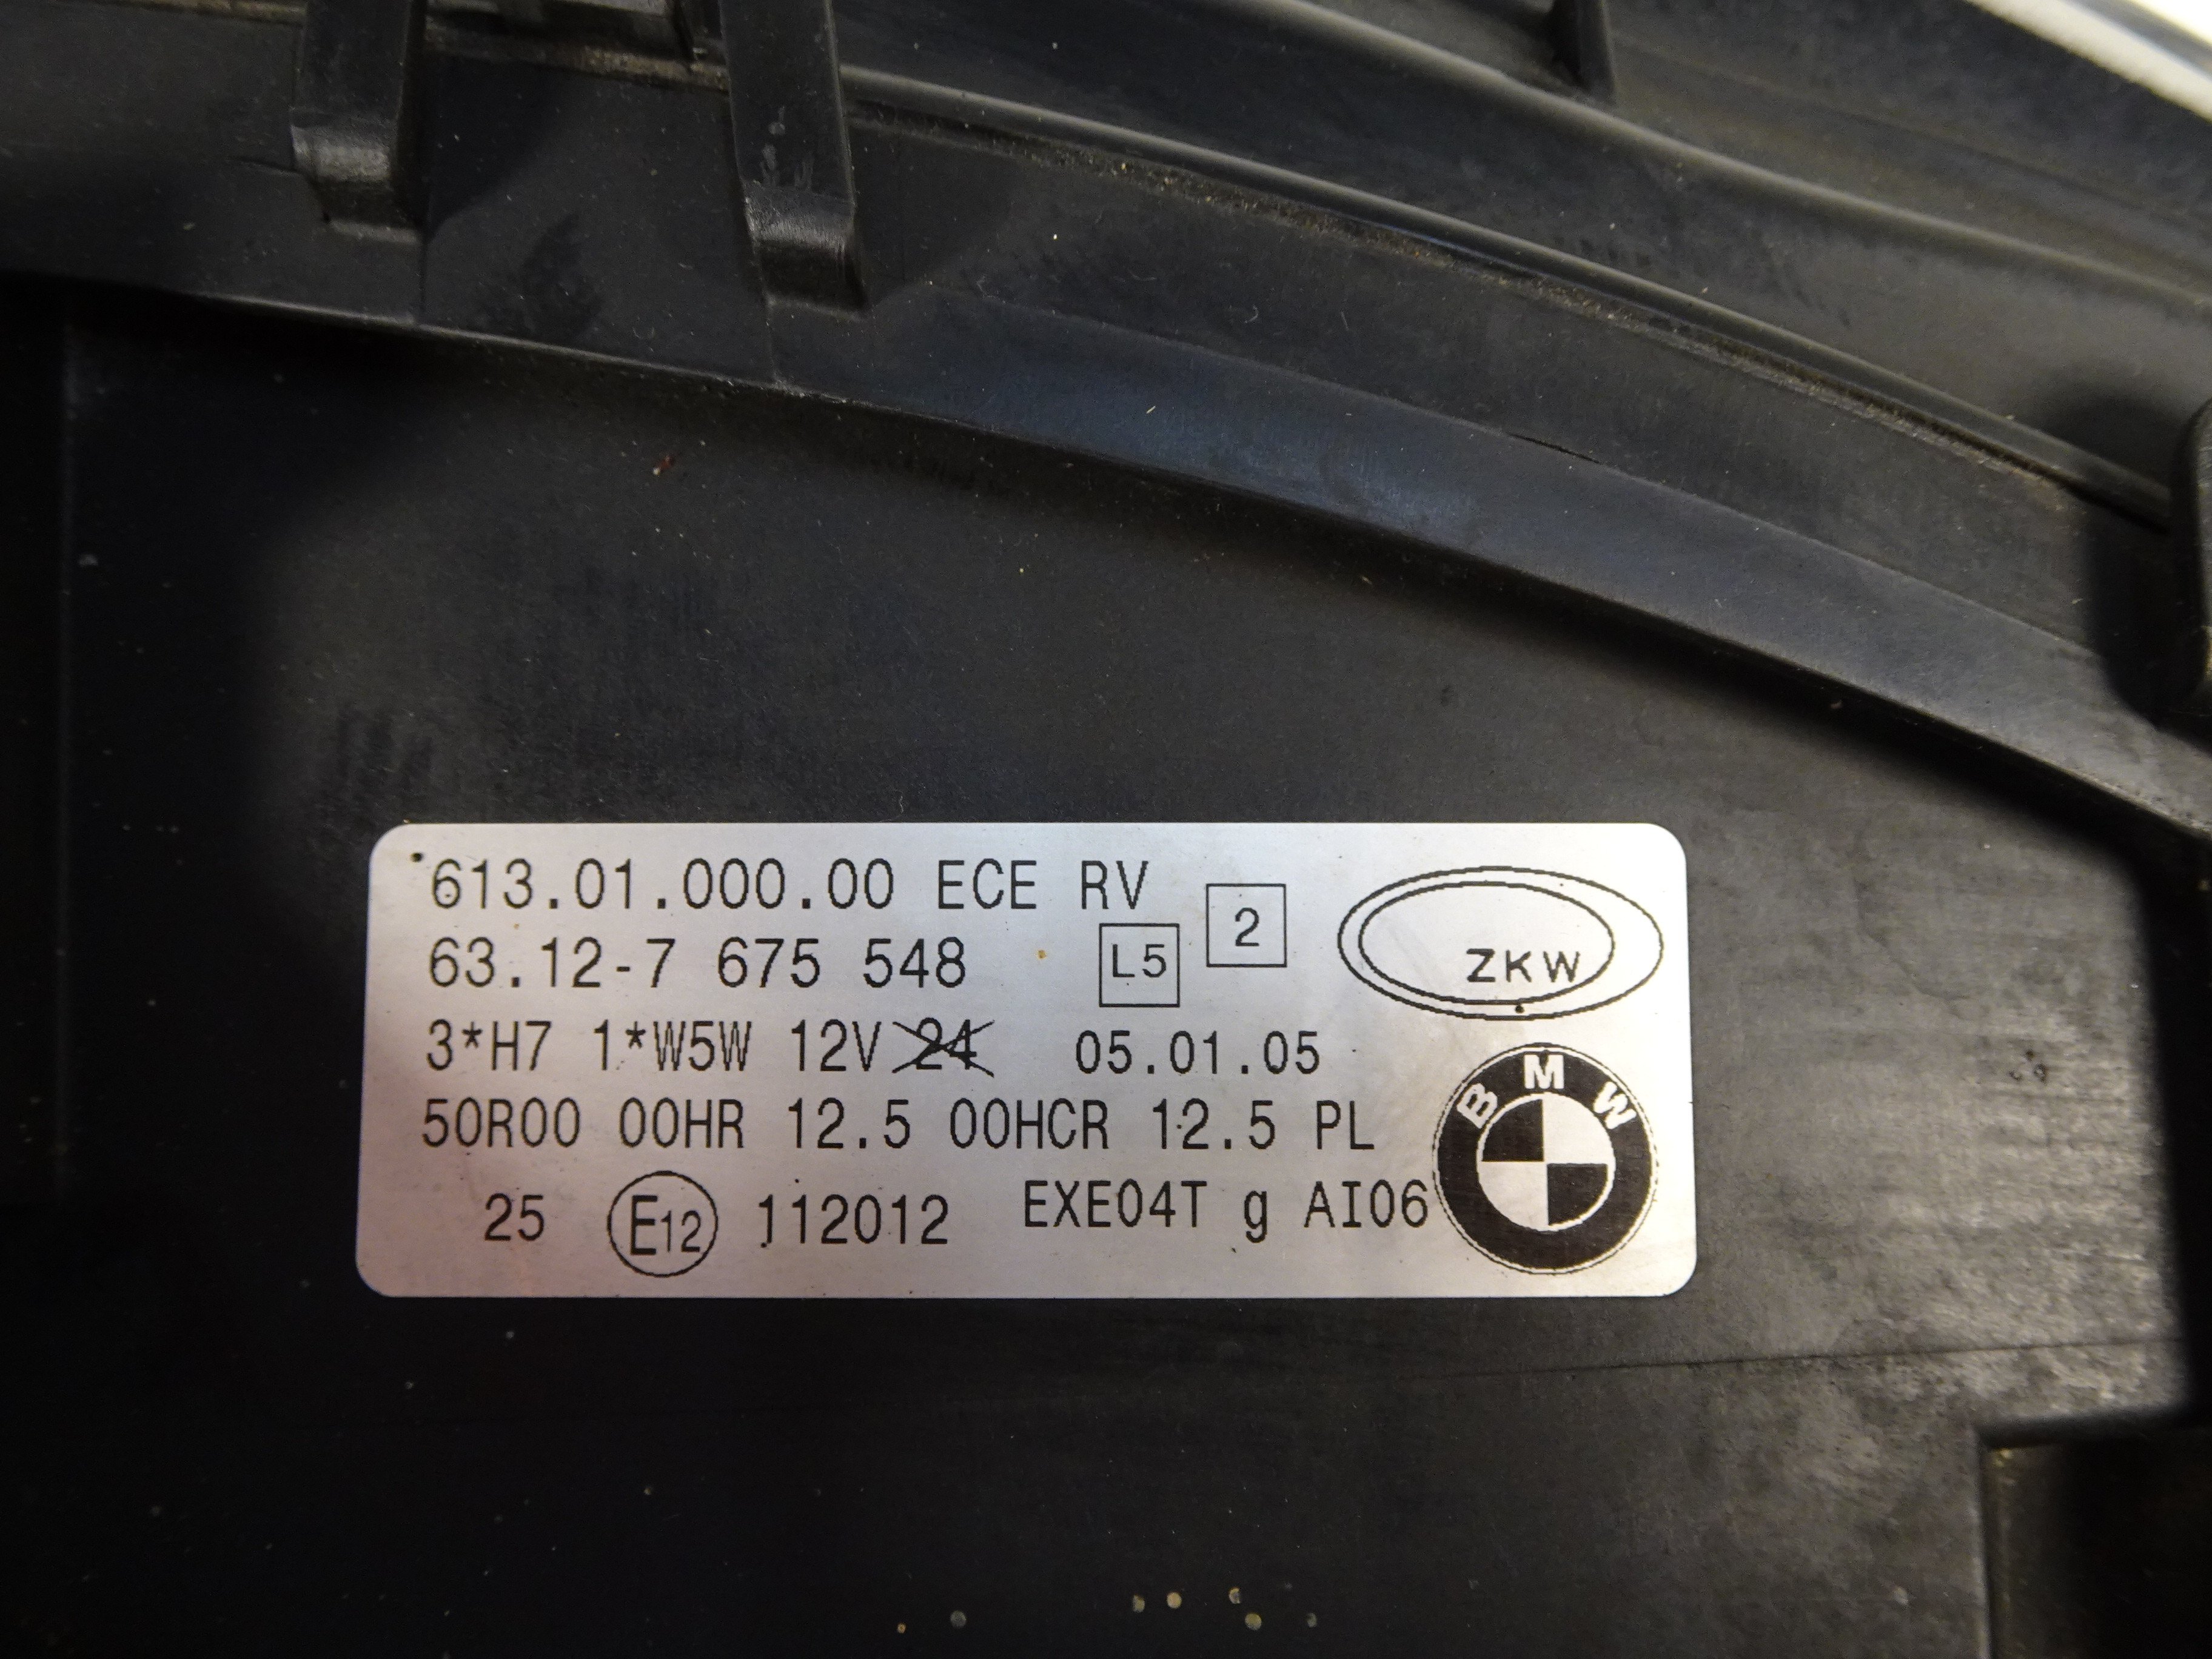 613.01.000.00 ECE RV
63.12-7 675 548
L5
2
ZKW
3*H7 1*W5W 12V 24 05.01.05
50R00 00HR 12.5 00HCR 12.5 PL
25 E12 112012 EXE04T g AI06
BMW